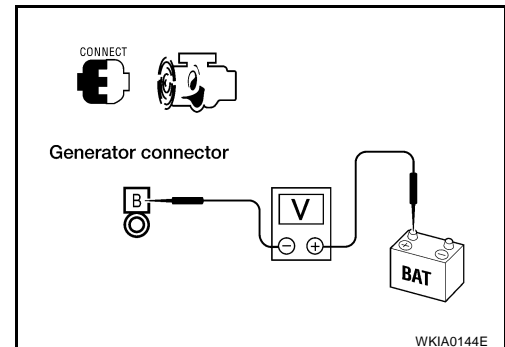 CONNECT
Generator connector
B
V
− +
+ −
BAT
WKIA0144E